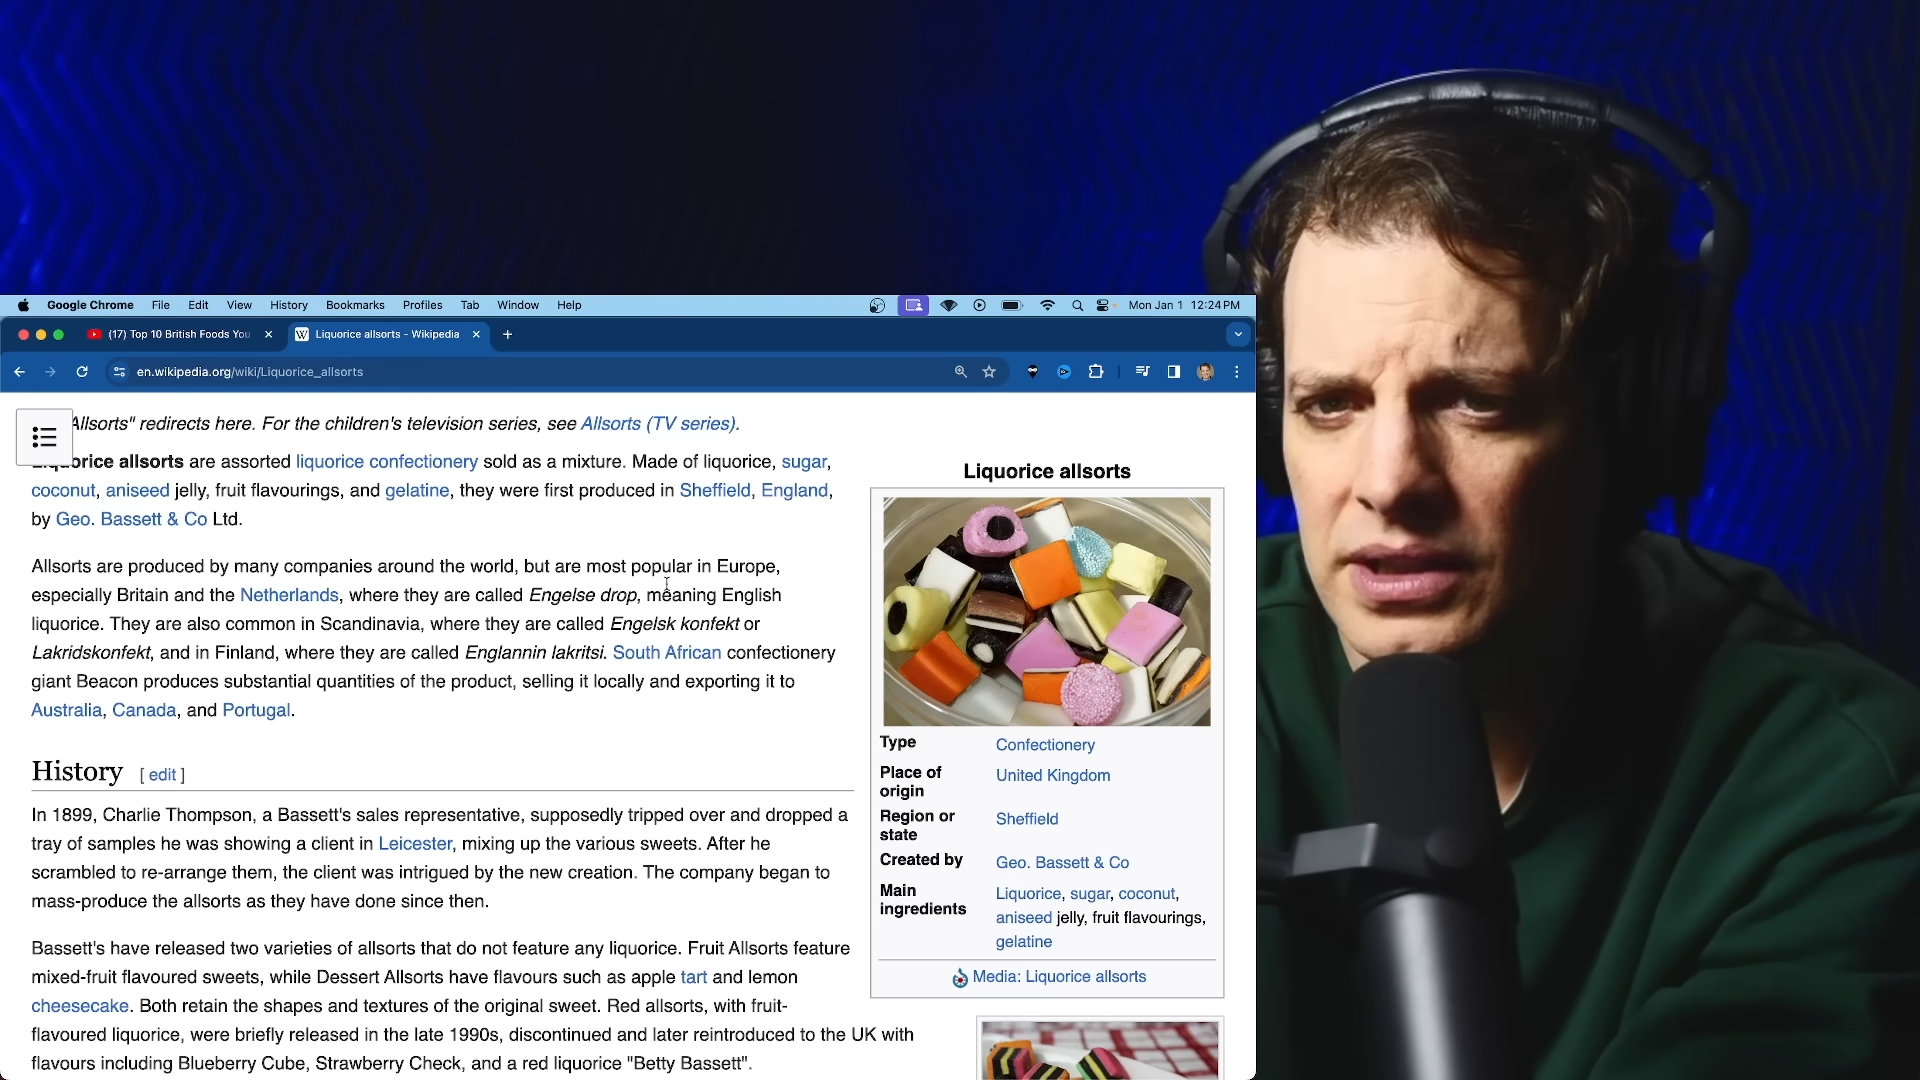 Google Chrome File Edit View History Bookmarks Profiles Tab Window Help Mon Jan 1 12:24 PM
(17) Top 10 British Foods You Liquorice allsorts - Wikipedia
en.wikipedia.org/wiki/Liquorice_allsorts
Allsorts" redirects here. For the children's television series, see Allsorts (TV series).
Liquorice allsorts are assorted liquorice confectionery sold as a mixture. Made of liquorice, sugar,
coconut, aniseed jelly, fruit flavourings, and gelatine, they were first produced in Sheffield, England,
by Geo. Bassett & Co Ltd.
Allsorts are produced by many companies around the world, but are most popular in Europe,
especially Britain and the Netherlands, where they are called Engelse drop, meaning English
liquorice. They are also common in Scandinavia, where they are called Engelsk konfekt or
Lakridskonfekt, and in Finland, where they are called Englannin lakritsi. South African confectionery
giant Beacon produces substantial quantities of the product, selling it locally and exporting it to
Australia, Canada, and Portugal.
History [ edit ]
In 1899, Charlie Thompson, a Bassett's sales representative, supposedly tripped over and dropped a
tray of samples he was showing a client in Leicester, mixing up the various sweets. After he
scrambled to re-arrange them, the client was intrigued by the new creation. The company began to
mass-produce the allsorts as they have done since then.
Bassett's have released two varieties of allsorts that do not feature any liquorice. Fruit Allsorts feature
mixed-fruit flavoured sweets, while Dessert Allsorts have flavours such as apple tart and lemon
cheesecake. Both retain the shapes and textures of the original sweet. Red allsorts, with fruit-
flavoured liquorice, were briefly released in the late 1990s, discontinued and later reintroduced to the UK with
flavours including Blueberry Cube, Strawberry Check, and a red liquorice "Betty Bassett".
Liquorice allsorts
Type Confectionery
Place of
origin United Kingdom
Region or
state Sheffield
Created by Geo. Bassett & Co
Main
ingredients Liquorice, sugar, coconut,
aniseed jelly, fruit flavourings,
gelatine
Media: Liquorice allsorts